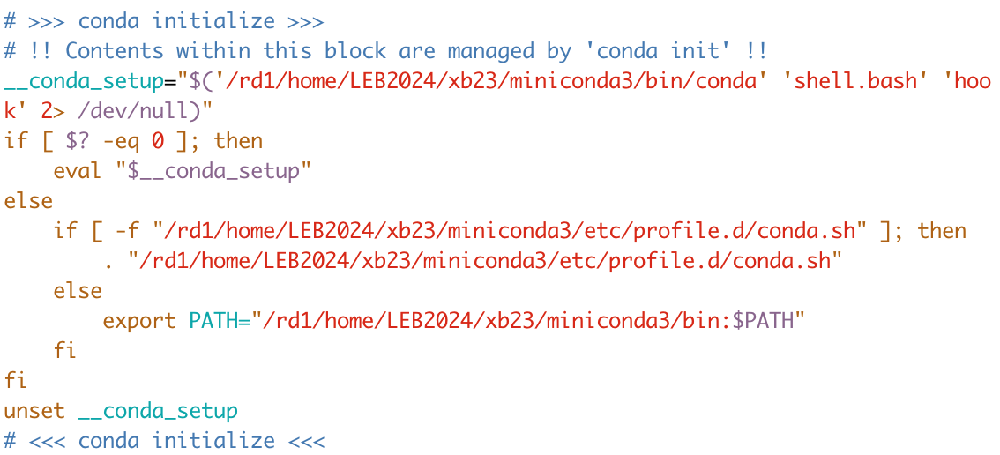 # >>> conda initialize >>>
# !! Contents within this block are managed by 'conda init' !!
__conda_setup="$('/rd1/home/LEB2024/xb23/miniconda3/bin/conda' 'shell.bash' 'hoo
k' 2> /dev/null)"
if [ $? -eq 0 ]; then
    eval "$__conda_setup"
else
    if [ -f "/rd1/home/LEB2024/xb23/miniconda3/etc/profile.d/conda.sh" ]; then
        . "/rd1/home/LEB2024/xb23/miniconda3/etc/profile.d/conda.sh"
    else
        export PATH="/rd1/home/LEB2024/xb23/miniconda3/bin:$PATH"
    fi
fi
unset __conda_setup
# <<< conda initialize <<<